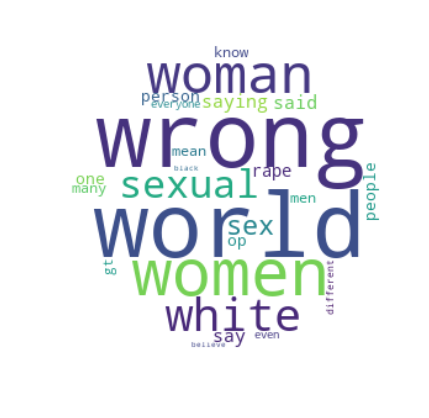 know
woman
person
everyone
saying
said
wrong
mean
black
rape
one
many
sexual
men
people
world
sex
op
gt
women
different
white
say
even
believe